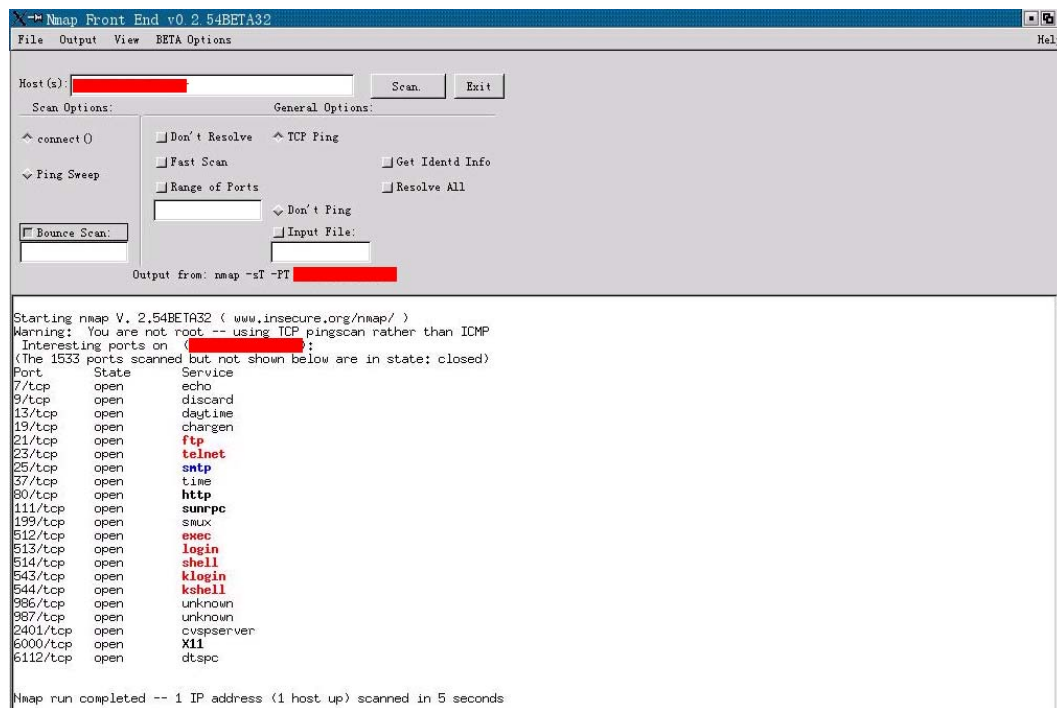 Nmap Front End v0.2.54BETA32
File Output View BETA Options Hel
Host(s): Scan. Exit
Scan Options: General Options:
connect() Don't Resolve TCP Ping
Fast Scan Get Identd Info
Ping Sweep
Range of Ports Resolve All
Don't Ping
Bounce Scan: Input File:
Output from: nmap -sT -PT
Starting nmap V. 2.54BETA32 ( www.insecure.org/nmap/ )
Warning: You are not root -- using TCP pingscan rather than ICMP
Interesting ports on ( ):
(The 1533 ports scanned but not shown below are in state: closed)
Port State Service
7/tcp open echo
9/tcp open discard
13/tcp open daytime
19/tcp open chargen
21/tcp open ftp
23/tcp open telnet
25/tcp open smtp
37/tcp open time
80/tcp open http
111/tcp open sunrpc
199/tcp open smux
512/tcp open exec
513/tcp open login
514/tcp open shell
543/tcp open klogin
544/tcp open kshell
986/tcp open unknown
987/tcp open unknown
2401/tcp open cvspserver
6000/tcp open X11
6112/tcp open dtspc
Nmap run completed -- 1 IP address (1 host up) scanned in 5 seconds